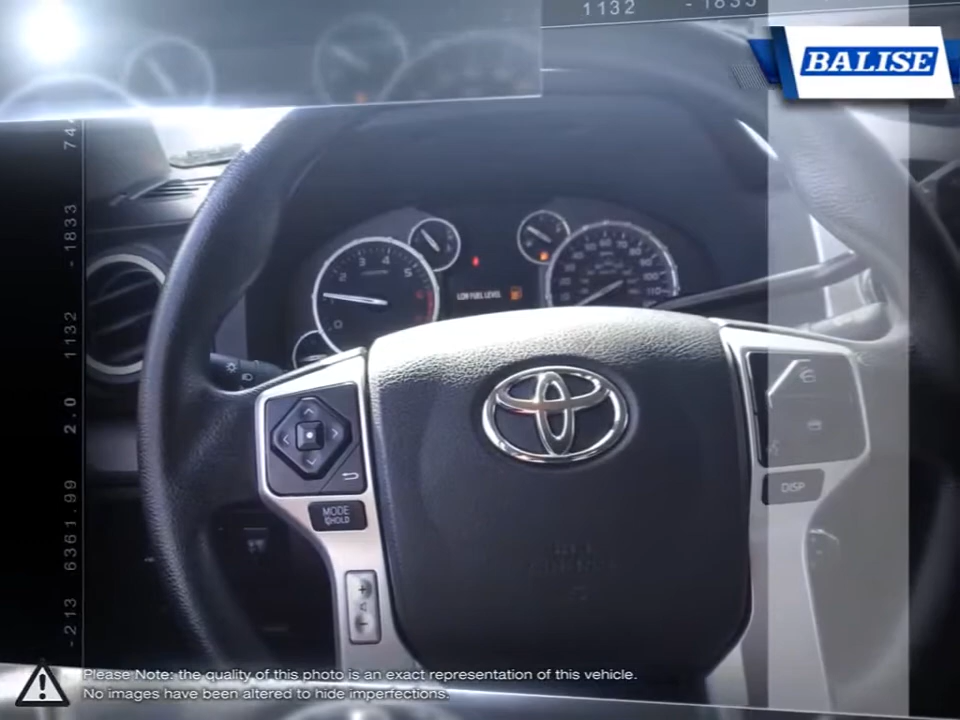 1132 -1833
BALISE
-213 6361.99 2.0 1132 -1833 744
LOW FUEL LEVEL
MODE
HOLD
DISP
Please Note: the quality of this photo is an exact representation of this vehicle.
No images have been altered to hide imperfections.